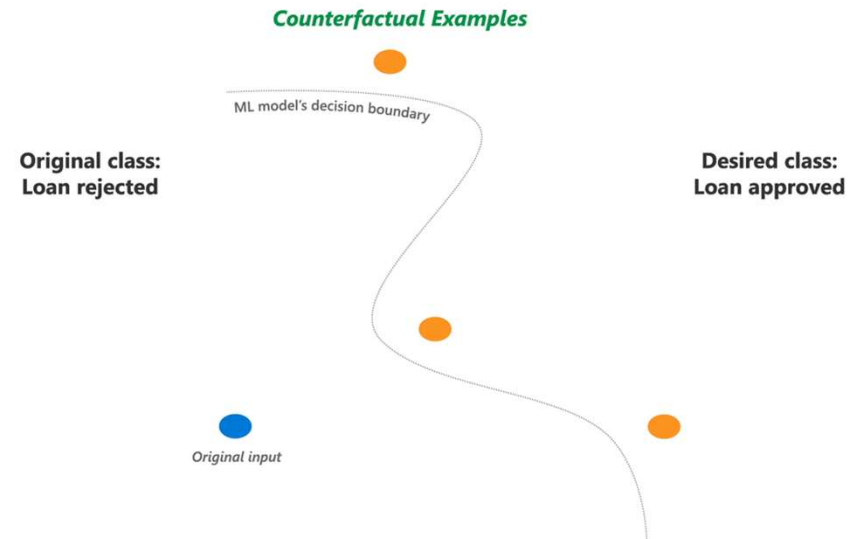 Counterfactual Examples
ML model's decision boundary
Original class:
Loan rejected
Desired class:
Loan approved
Original input